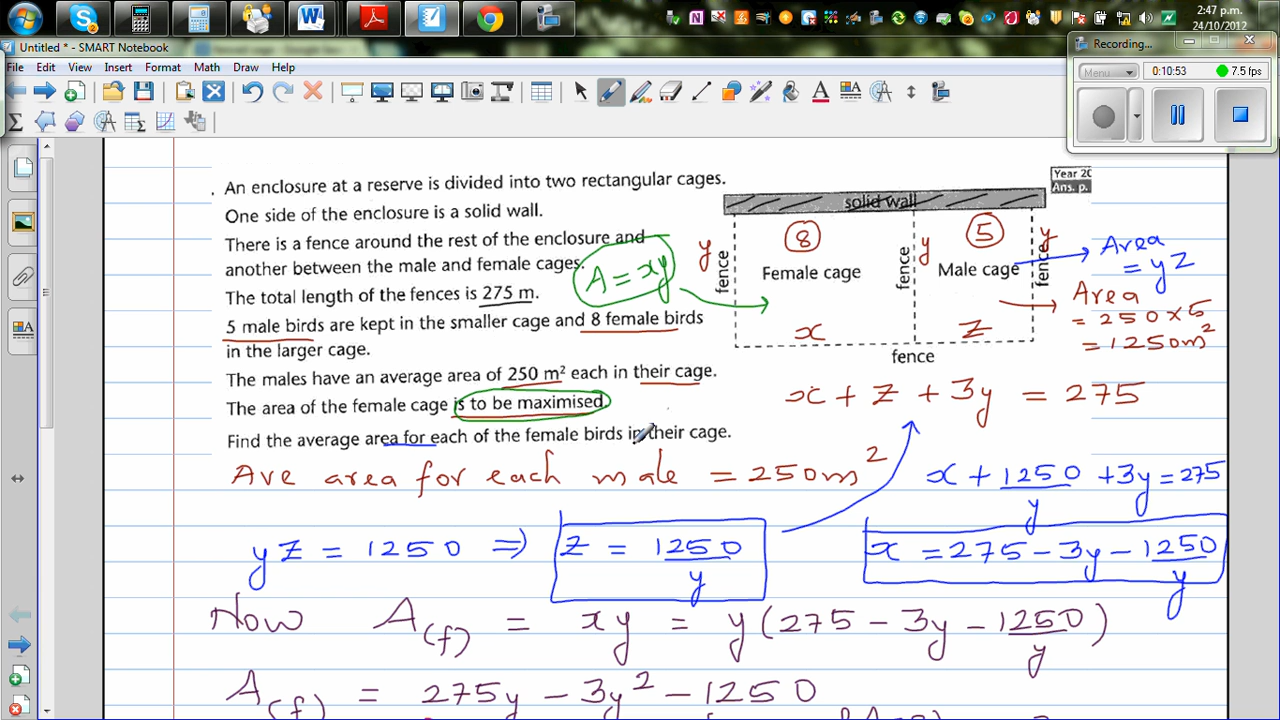 2:47 p.m.
24/10/2012
Untitled * - SMART Notebook
Recording...
File Edit View Insert Format Math Draw Help
Menu
0:10:53
7.5 fps
. An enclosure at a reserve is divided into two rectangular cages.
Year 20
Ans. p.
One side of the enclosure is a solid wall.
solid wall
There is a fence around the rest of the enclosure and
another between the male and female cages.
The total length of the fences is 275 m.
5 male birds are kept in the smaller cage and 8 female birds
in the larger cage.
The males have an average area of 250 m² each in their cage.
The area of the female cage is to be maximised.
Find the average area for each of the female birds in their cage.
A = xy
y 8 y 5 y
fence Female cage fence Male cage fence
x z
fence
Area
= yz
Area
= 250 × 5
= 1250m²
x + z + 3y = 275
Ave area for each male = 250m²
x + 1250/y + 3y = 275
yz = 1250 ⇒ z = 1250/y
x = 275 - 3y - 1250/y
Now A(f) = xy = y(275 - 3y - 1250/y)
A(f) = 275y - 3y² - 1250